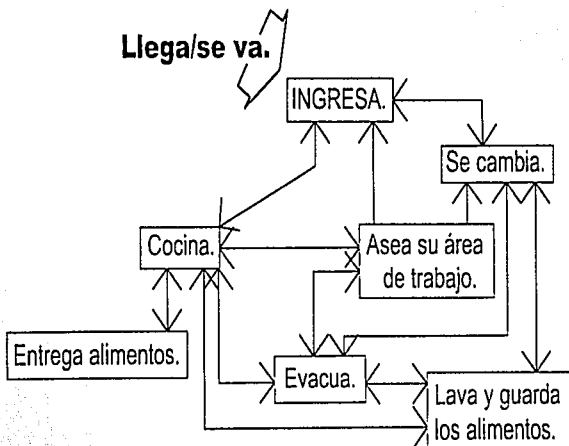 Llega/se va.
INGRESA.
Se cambia.
Cocina.
Asea su área
de trabajo.
Entrega alimentos.
Evacua.
Lava y guarda
los alimentos.